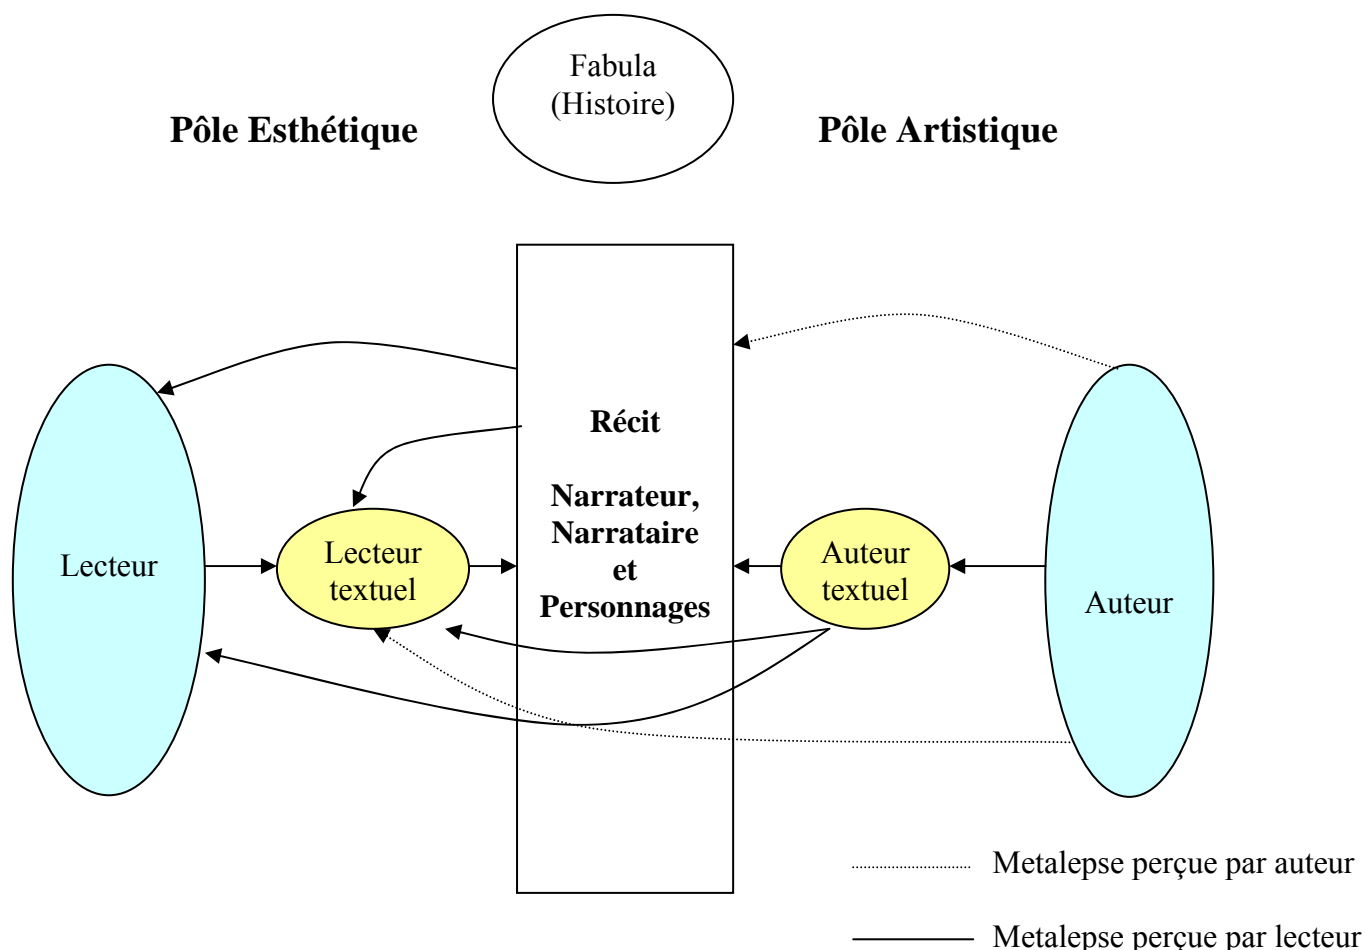 Fabula
(Histoire)
Pôle Esthétique
Pôle Artistique
Récit
Narrateur,
Narrataire
et
Personnages
Lecteur
Lecteur
textuel
Auteur
textuel
Auteur
Metalepse perçue par auteur
Metalepse perçue par lecteur